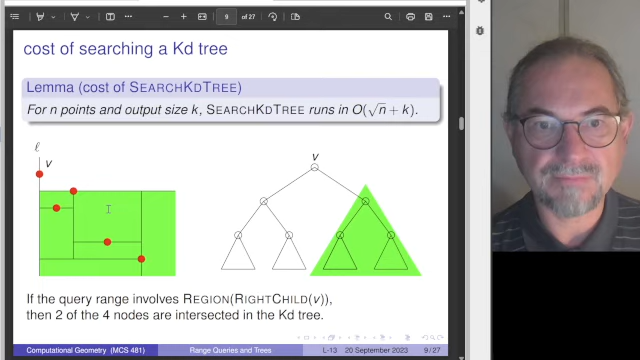 9 of 27
cost of searching a Kd tree
Lemma (cost of SEARCHKDTREE)
For n points and output size k, SEARCHKDTREE runs in O(√n + k).
ℓ
v
v
If the query range involves REGION(RIGHTCHILD(v)),
then 2 of the 4 nodes are intersected in the Kd tree.
Computational Geometry (MCS 481) Range Queries and Trees L-13 20 September 2023 9 / 27